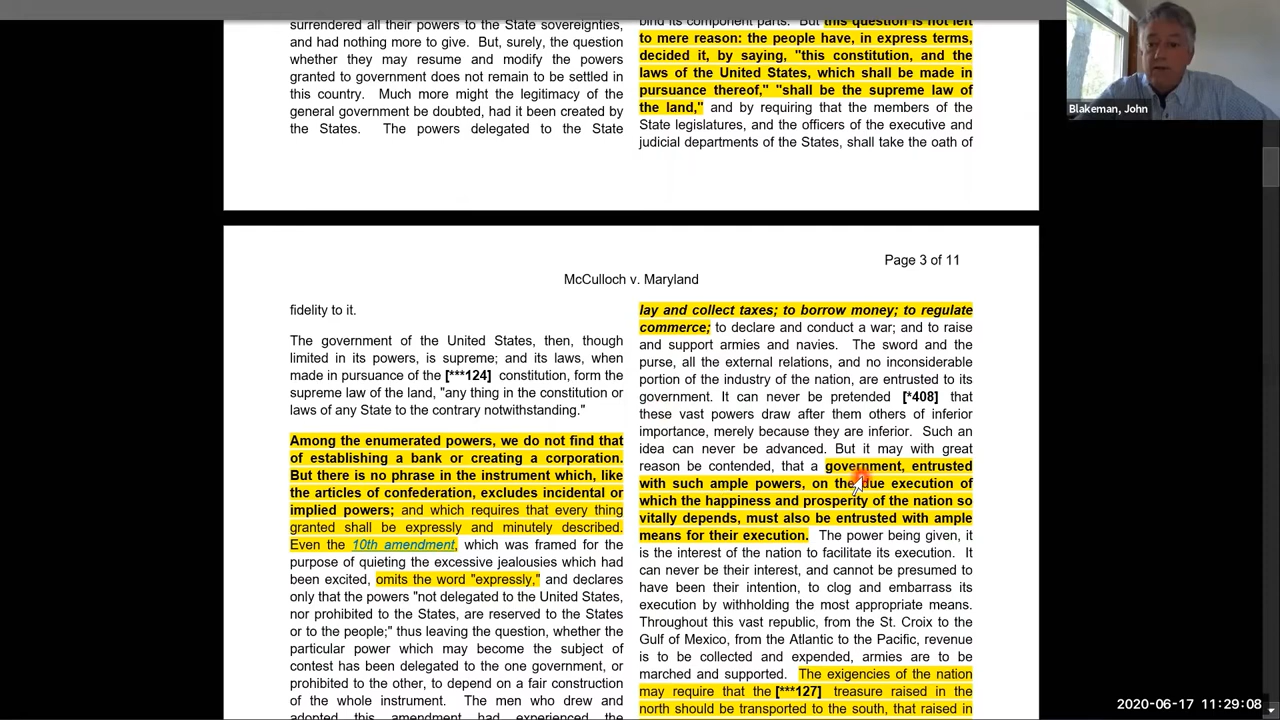 surrendered all their powers to the State sovereignties,
and had nothing more to give. But, surely, the question
whether they may resume and modify the powers
granted to government does not remain to be settled in
this country. Much more might the legitimacy of the
general government be doubted, had it been created by
the States. The powers delegated to the State
bind its component parts. But this question is not left
to mere reason: the people have, in express terms,
decided it, by saying, "this constitution, and the
laws of the United States, which shall be made in
pursuance thereof," "shall be the supreme law of
the land," and by requiring that the members of the
State legislatures, and the officers of the executive and
judicial departments of the States, shall take the oath of
Blakeman, John
Page 3 of 11
McCulloch v. Maryland
fidelity to it.
The government of the United States, then, though
limited in its powers, is supreme; and its laws, when
made in pursuance of the [***124] constitution, form the
supreme law of the land, "any thing in the constitution or
laws of any State to the contrary notwithstanding."
Among the enumerated powers, we do not find that
of establishing a bank or creating a corporation.
But there is no phrase in the instrument which, like
the articles of confederation, excludes incidental or
implied powers; and which requires that every thing
granted shall be expressly and minutely described.
Even the 10th amendment, which was framed for the
purpose of quieting the excessive jealousies which had
been excited, omits the word "expressly," and declares
only that the powers "not delegated to the United States,
nor prohibited to the States, are reserved to the States
or to the people;" thus leaving the question, whether the
particular power which may become the subject of
contest has been delegated to the one government, or
prohibited to the other, to depend on a fair construction
of the whole instrument. The men who drew and
adopted this amendment had experienced the
lay and collect taxes; to borrow money; to regulate
commerce; to declare and conduct a war; and to raise
and support armies and navies. The sword and the
purse, all the external relations, and no inconsiderable
portion of the industry of the nation, are entrusted to its
government. It can never be pretended [*408] that
these vast powers draw after them others of inferior
importance, merely because they are inferior. Such an
idea can never be advanced. But it may with great
reason be contended, that a government, entrusted
with such ample powers, on the due execution of
which the happiness and prosperity of the nation so
vitally depends, must also be entrusted with ample
means for their execution. The power being given, it
is the interest of the nation to facilitate its execution. It
can never be their interest, and cannot be presumed to
have been their intention, to clog and embarrass its
execution by withholding the most appropriate means.
Throughout this vast republic, from the St. Croix to the
Gulf of Mexico, from the Atlantic to the Pacific, revenue
is to be collected and expended, armies are to be
marched and supported. The exigencies of the nation
may require that the [***127] treasure raised in the
north should be transported to the south, that raised in
2020-06-17 11:29:08